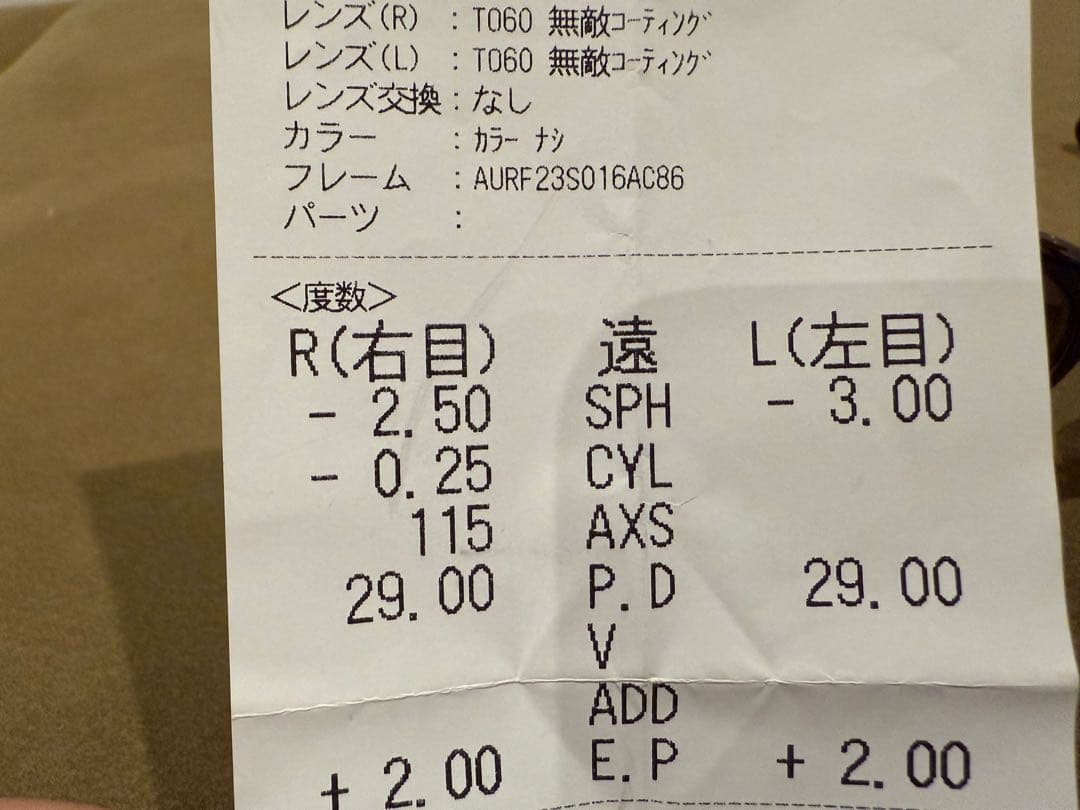 レンズ(R) : T060 無敵ｺｰﾃｨﾝｸﾞ
レンズ(L) : T060 無敵ｺｰﾃｨﾝｸﾞ
レンズ交換 : なし
カラー : ｶﾗｰ ﾅｼ
フレーム : AURF23S016AC86
パーツ :
<度数>
R(右目) 遠 L(左目)
- 2.50 SPH - 3.00
- 0.25 CYL
115 AXS
29.00 P.D 29.00
V
ADD
+ 2.00 E.P + 2.00